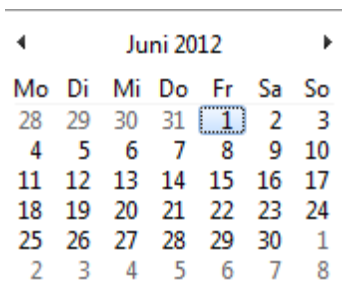 Juni 2012
Mo Di Mi Do Fr Sa So
28 29 30 31 1 2 3
4 5 6 7 8 9 10
11 12 13 14 15 16 17
18 19 20 21 22 23 24
25 26 27 28 29 30 1
2 3 4 5 6 7 8